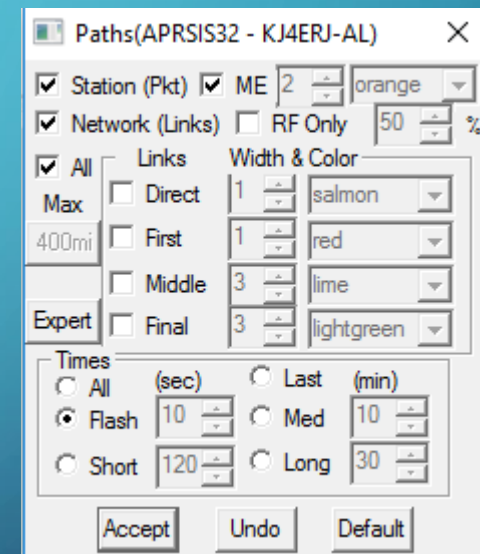 Paths(APRSIS32 - KJ4ERJ-AL)
Station (Pkt) ME 2 orange
Network (Links) RF Only 50 %
All Links Width & Color
Max Direct 1 salmon
400mi First 1 red
Middle 3 lime
Expert Final 3 lightgreen
Times
All (sec) Last (min)
Flash 10 Med 10
Short 120 Long 30
Accept Undo Default